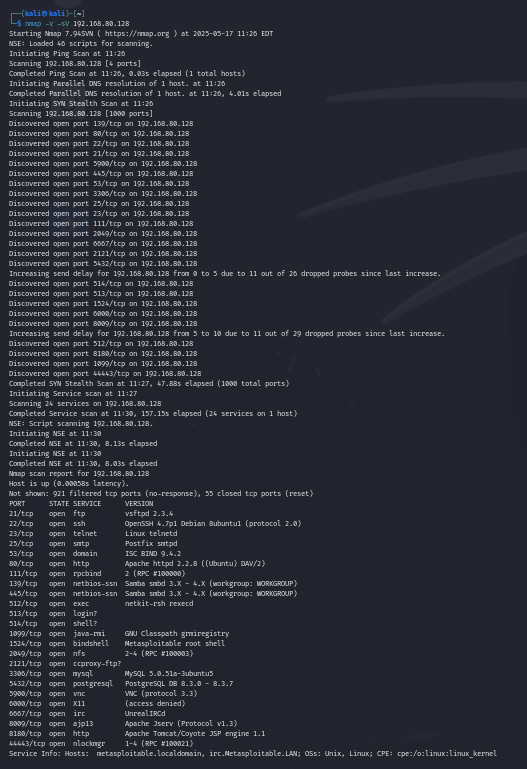 ┌──(kali㉿kali)-[~]
└─$ nmap -v -sV 192.168.80.128
Starting Nmap 7.94SVN ( https://nmap.org ) at 2025-05-17 11:26 EDT
NSE: Loaded 46 scripts for scanning.
Initiating Ping Scan at 11:26
Scanning 192.168.80.128 [4 ports]
Completed Ping Scan at 11:26, 0.03s elapsed (1 total hosts)
Initiating Parallel DNS resolution of 1 host. at 11:26
Completed Parallel DNS resolution of 1 host. at 11:26, 4.01s elapsed
Initiating SYN Stealth Scan at 11:26
Scanning 192.168.80.128 [1000 ports]
Discovered open port 139/tcp on 192.168.80.128
Discovered open port 80/tcp on 192.168.80.128
Discovered open port 22/tcp on 192.168.80.128
Discovered open port 21/tcp on 192.168.80.128
Discovered open port 5900/tcp on 192.168.80.128
Discovered open port 445/tcp on 192.168.80.128
Discovered open port 53/tcp on 192.168.80.128
Discovered open port 3306/tcp on 192.168.80.128
Discovered open port 25/tcp on 192.168.80.128
Discovered open port 23/tcp on 192.168.80.128
Discovered open port 111/tcp on 192.168.80.128
Discovered open port 2049/tcp on 192.168.80.128
Discovered open port 6667/tcp on 192.168.80.128
Discovered open port 2121/tcp on 192.168.80.128
Discovered open port 5432/tcp on 192.168.80.128
Increasing send delay for 192.168.80.128 from 0 to 5 due to 11 out of 26 dropped probes since last increase.
Discovered open port 514/tcp on 192.168.80.128
Discovered open port 513/tcp on 192.168.80.128
Discovered open port 1524/tcp on 192.168.80.128
Discovered open port 6000/tcp on 192.168.80.128
Discovered open port 8009/tcp on 192.168.80.128
Increasing send delay for 192.168.80.128 from 5 to 10 due to 11 out of 29 dropped probes since last increase.
Discovered open port 512/tcp on 192.168.80.128
Discovered open port 8180/tcp on 192.168.80.128
Discovered open port 1099/tcp on 192.168.80.128
Discovered open port 44443/tcp on 192.168.80.128
Completed SYN Stealth Scan at 11:27, 47.88s elapsed (1000 total ports)
Initiating Service scan at 11:27
Scanning 24 services on 192.168.80.128
Completed Service scan at 11:30, 157.15s elapsed (24 services on 1 host)
NSE: Script scanning 192.168.80.128.
Initiating NSE at 11:30
Completed NSE at 11:30, 8.13s elapsed
Initiating NSE at 11:30
Completed NSE at 11:30, 8.03s elapsed
Nmap scan report for 192.168.80.128
Host is up (0.00058s latency).
Not shown: 921 filtered tcp ports (no-response), 55 closed tcp ports (reset)
PORT STATE SERVICE VERSION
21/tcp open ftp vsftpd 2.3.4
22/tcp open ssh OpenSSH 4.7p1 Debian 8ubuntu1 (protocol 2.0)
23/tcp open telnet Linux telnetd
25/tcp open smtp Postfix smtpd
53/tcp open domain ISC BIND 9.4.2
80/tcp open http Apache httpd 2.2.8 ((Ubuntu) DAV/2)
111/tcp open rpcbind 2 (RPC #100000)
139/tcp open netbios-ssn Samba smbd 3.X - 4.X (workgroup: WORKGROUP)
445/tcp open netbios-ssn Samba smbd 3.X - 4.X (workgroup: WORKGROUP)
512/tcp open exec netkit-rsh rexecd
513/tcp open login?
514/tcp open shell?
1099/tcp open java-rmi GNU Classpath grmiregistry
1524/tcp open bindshell Metasploitable root shell
2049/tcp open nfs 2-4 (RPC #100003)
2121/tcp open ccproxy-ftp?
3306/tcp open mysql MySQL 5.0.51a-3ubuntu5
5432/tcp open postgresql PostgreSQL DB 8.3.0 - 8.3.7
5900/tcp open vnc VNC (protocol 3.3)
6000/tcp open X11 (access denied)
6667/tcp open irc UnrealIRCd
8009/tcp open ajp13 Apache Jserv (Protocol v1.3)
8180/tcp open http Apache Tomcat/Coyote JSP engine 1.1
44443/tcp open nlockmgr 1-4 (RPC #100021)
Service Info: Hosts:  metasploitable.localdomain, irc.Metasploitable.LAN; OSs: Unix, Linux; CPE: cpe:/o:linux:linux_kernel